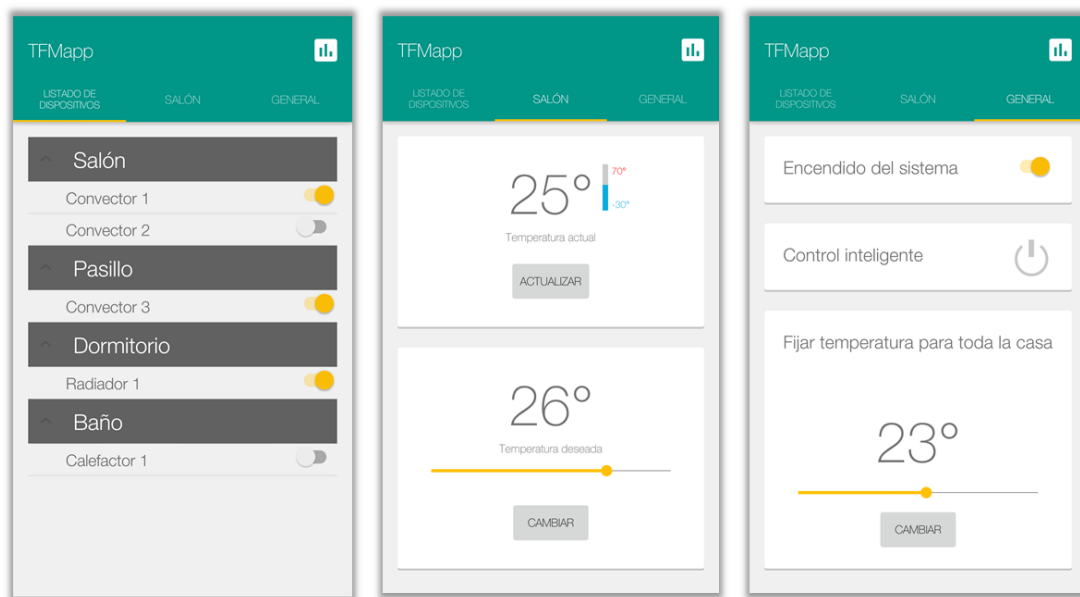 TFMapp
LISTADO DE
DISPOSITIVOS
SALÓN
GENERAL
Salón
Convector 1
Convector 2
Pasillo
Convector 3
Dormitorio
Radiador 1
Baño
Calefactor 1
TFMapp
LISTADO DE
DISPOSITIVOS
SALÓN
GENERAL
25°
70°
-30°
Temperatura actual
ACTUALIZAR
26°
Temperatura deseada
CAMBIAR
TFMapp
LISTADO DE
DISPOSITIVOS
SALÓN
GENERAL
Encendido del sistema
Control inteligente
Fijar temperatura para toda la casa
23°
CAMBIAR